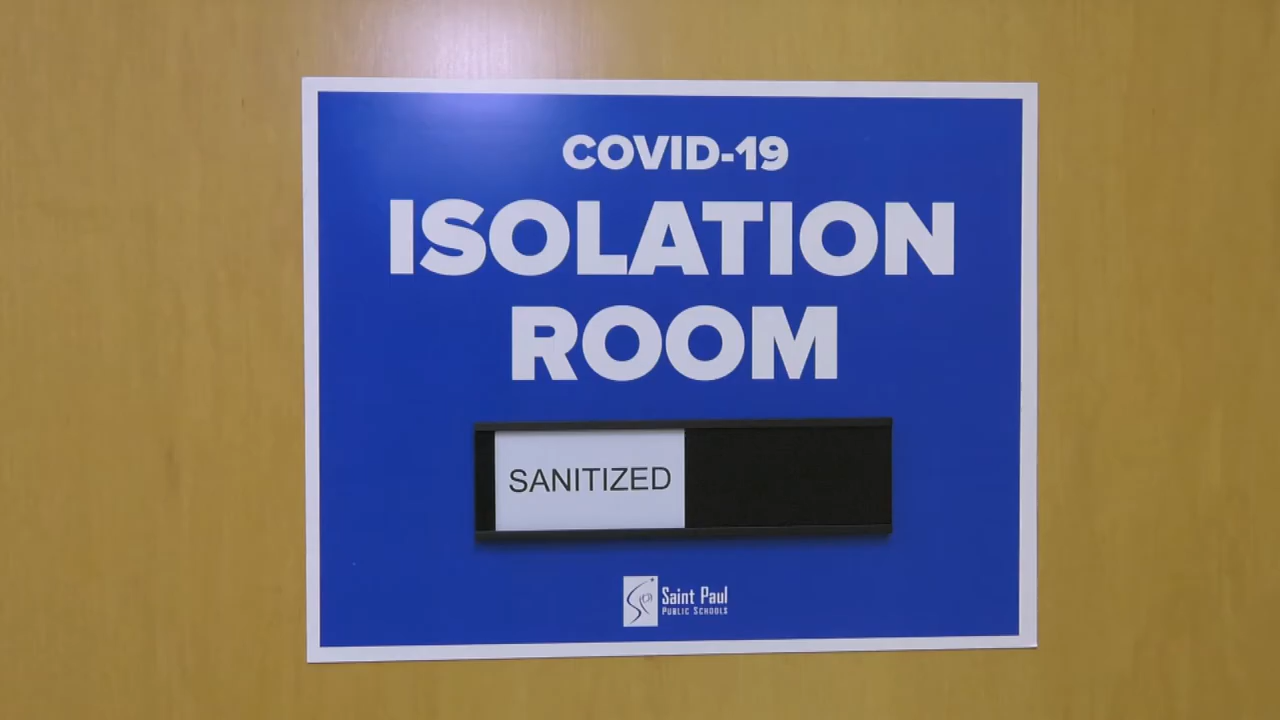 COVID-19
ISOLATION
ROOM
SANITIZED
Saint Paul
PUBLIC SCHOOLS